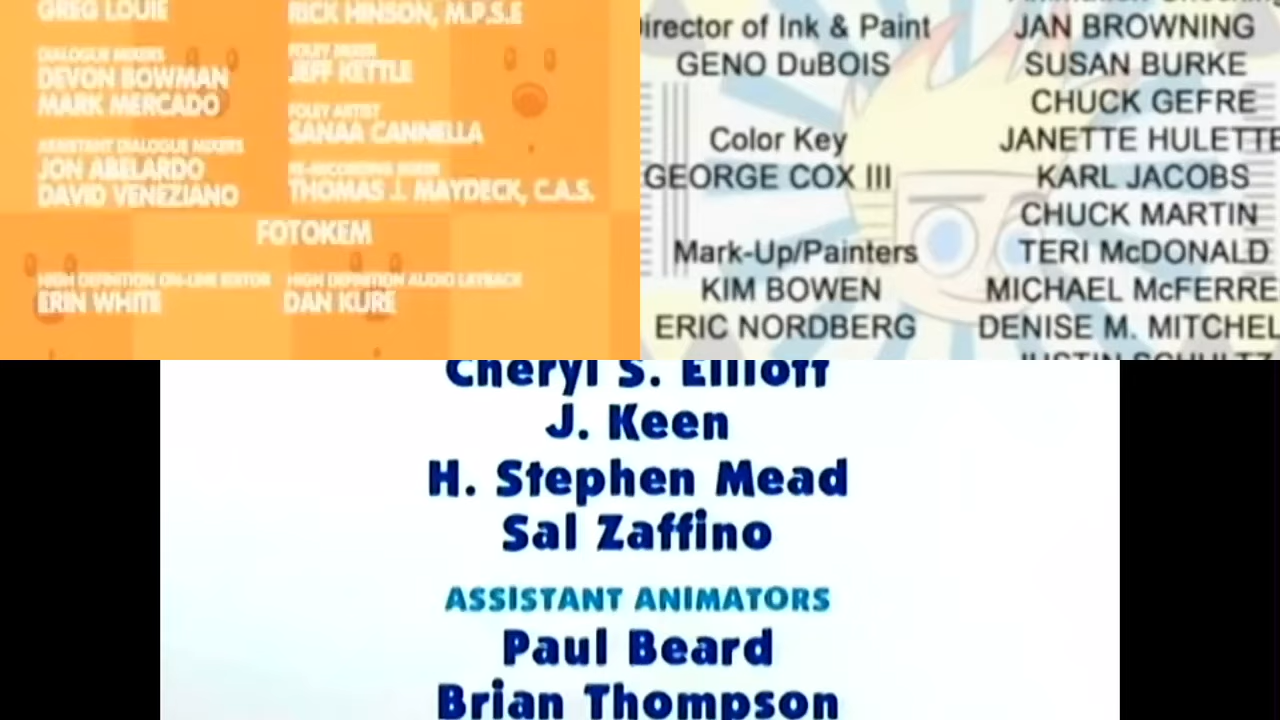 GREG LOUIE
DIALOGUE MIXERS
DEVON BOWMAN
MARK MERCADO
ASSISTANT DIALOGUE MIXERS
JON ABELARDO
DAVID VENEZIANO
RICK HINSON, M.P.S.E
FOLEY MIXER
JEFF KETTLE
FOLEY ARTIST
SANAA CANNELLA
RE-RECORDING MIXER
THOMAS J. MAYDECK, C.A.S.
FOTOKEM
HIGH DEFINITION ON-LINE EDITOR
ERIN WHITE
HIGH DEFINITION AUDIO LAYBACK
DAN KURE
Director of Ink & Paint
GENO DuBOIS
Color Key
GEORGE COX III
Mark-Up/Painters
KIM BOWEN
ERIC NORDBERG
JAN BROWNING
SUSAN BURKE
CHUCK GEFRE
JANETTE HULETTE
KARL JACOBS
CHUCK MARTIN
TERI McDONALD
MICHAEL McFERRE
DENISE M. MITCHEL
JUSTIN SCHULTZ
Cheryl S. Elliott
J. Keen
H. Stephen Mead
Sal Zaffino
ASSISTANT ANIMATORS
Paul Beard
Brian Thompson